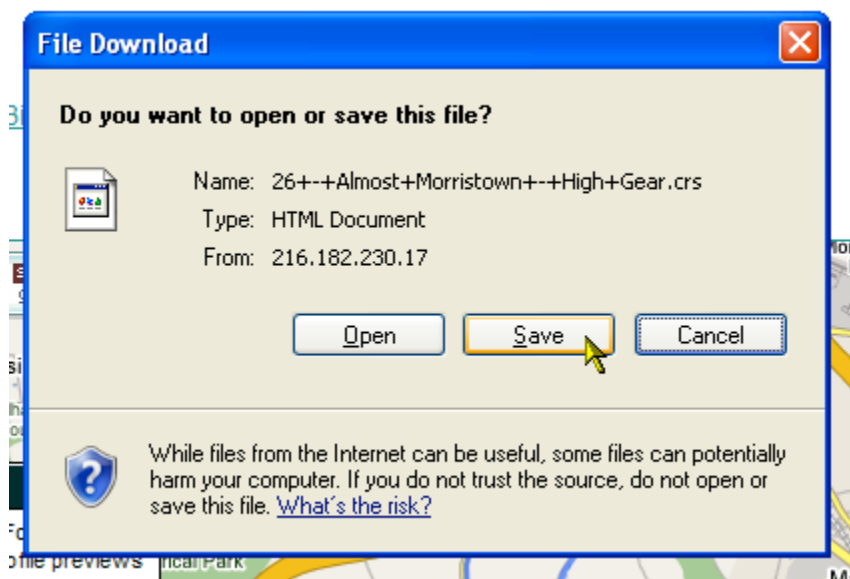 File Download
Do you want to open or save this file?
Name: 26+-+Almost+Morristown+-+High+Gear.crs
Type: HTML Document
From: 216.182.230.17
Open Save Cancel
While files from the Internet can be useful, some files can potentially
harm your computer. If you do not trust the source, do not open or
save this file. What's the risk?
previews
Park